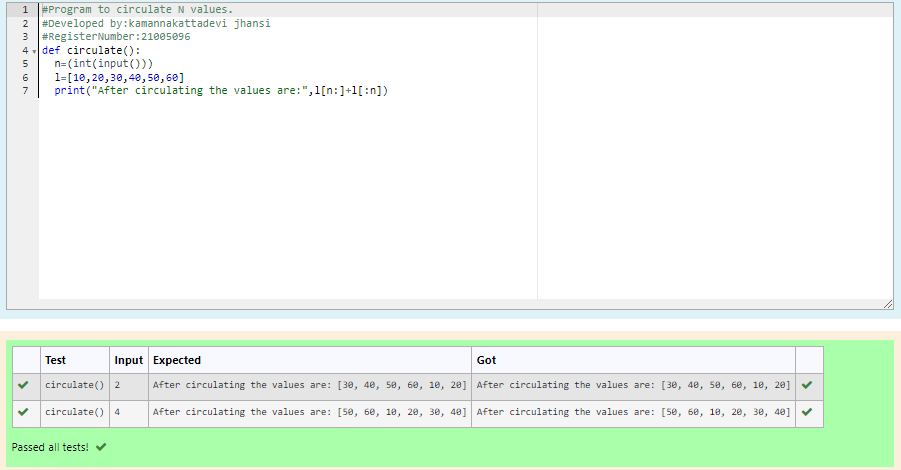 1 #Program to circulate N values.
2 #Developed by:kamannakattadevi jhansi
3 #RegisterNumber:21005096
4 def circulate():
5 n=(int(input()))
6 l=[10,20,30,40,50,60]
7 print("After circulating the values are:",l[n:]+l[:n])
Test Input Expected Got
circulate() 2 After circulating the values are: [30, 40, 50, 60, 10, 20] After circulating the values are: [30, 40, 50, 60, 10, 20]
circulate() 4 After circulating the values are: [50, 60, 10, 20, 30, 40] After circulating the values are: [50, 60, 10, 20, 30, 40]
Passed all tests!